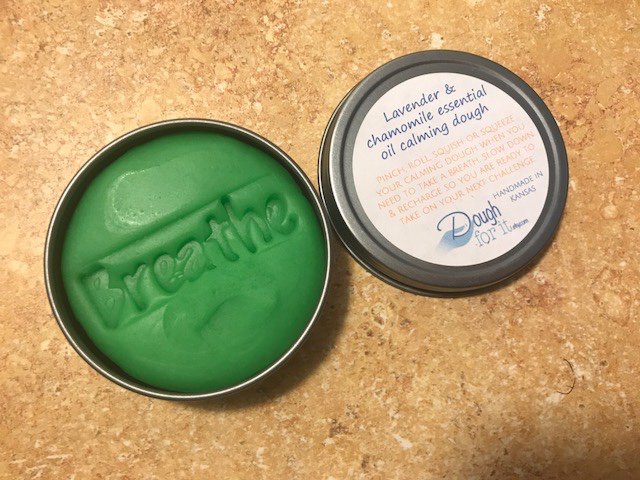 Breathe
Lavender &
chamomile essential
oil calming dough
PINCH, ROLL, SQUISH OR SQUEEZE
YOUR CALMING DOUGH WHEN YOU
NEED TO TAKE A BREAK, SLOW DOWN
& RECHARGE SO YOU ARE READY TO
TAKE ON YOUR NEXT CHALLENGE.
HANDMADE IN
KANSAS
Dough
for it